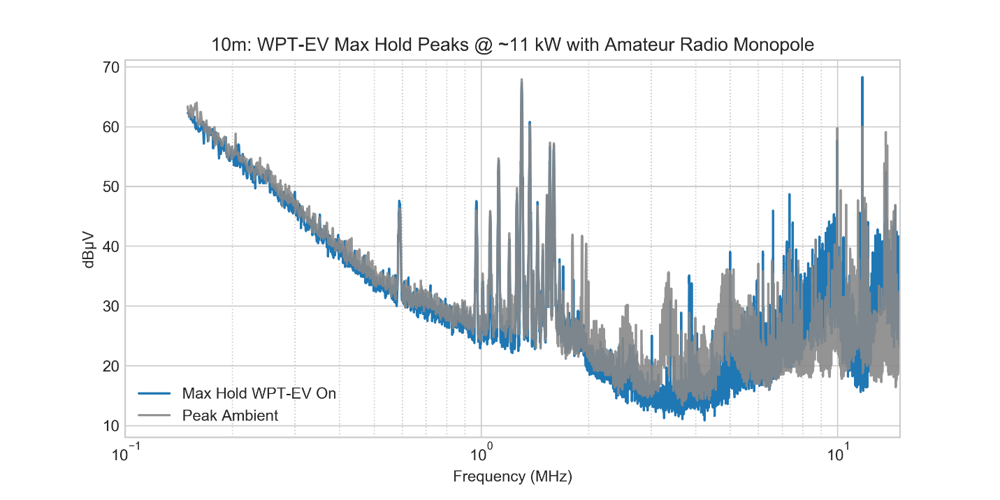 10m: WPT-EV Max Hold Peaks @ ~11 kW with Amateur Radio Monopole
70
60
50
40
30
20
10
dBµV
Max Hold WPT-EV On
Peak Ambient
10⁻¹ 10⁰ 10¹
Frequency (MHz)